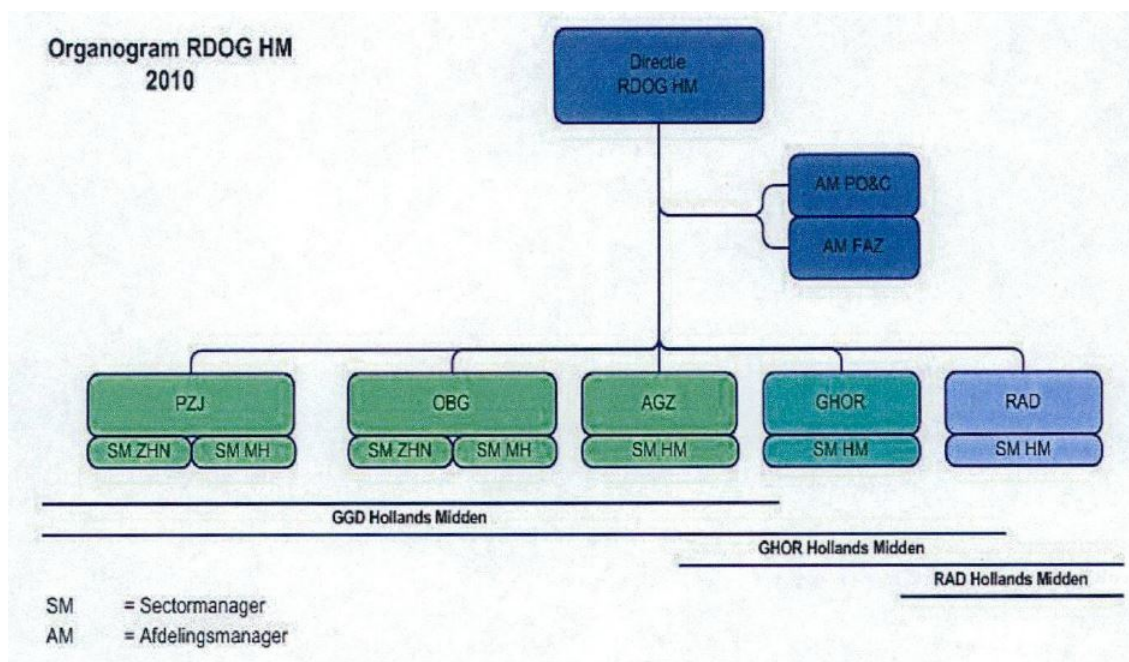 Organogram RDOG HM
2010
Directie
RDOG HM
AM PO&C
AM FAZ
PZJ
OBG
AGZ
GHOR
RAD
SM ZHN
SM MH
SM ZHN
SM MH
SM HM
SM HM
SM HM
GGD Hollands Midden
GHOR Hollands Midden
RAD Hollands Midden
SM = Sectormanager
AM = Afdelingsmanager